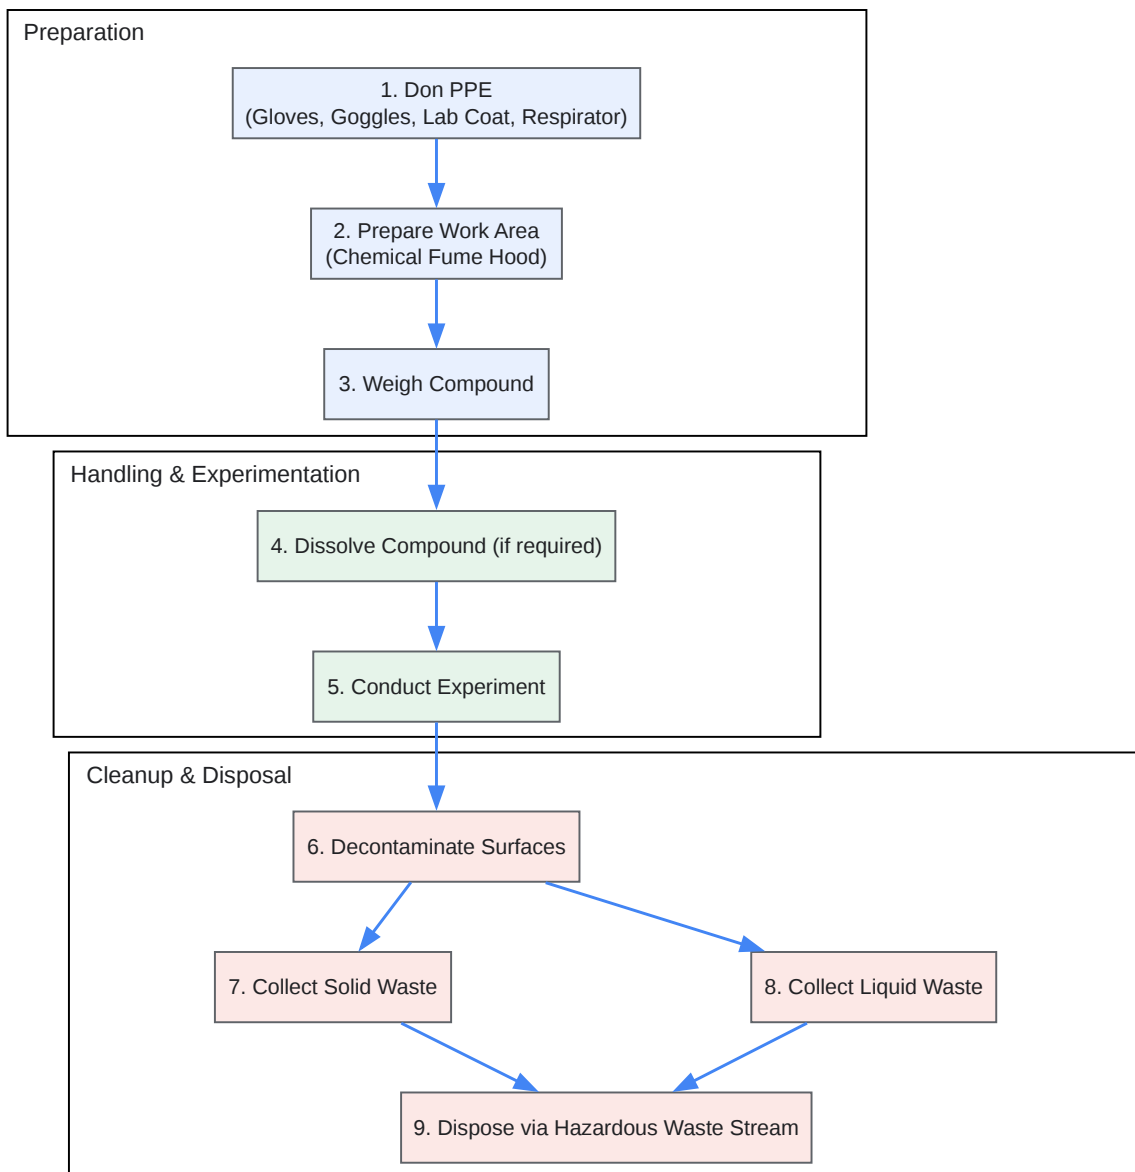 Preparation
1. Don PPE
(Gloves, Goggles, Lab Coat, Respirator)
2. Prepare Work Area
(Chemical Fume Hood)
3. Weigh Compound
Handling & Experimentation
4. Dissolve Compound (if required)
5. Conduct Experiment
Cleanup & Disposal
6. Decontaminate Surfaces
7. Collect Solid Waste
8. Collect Liquid Waste
9. Dispose via Hazardous Waste Stream